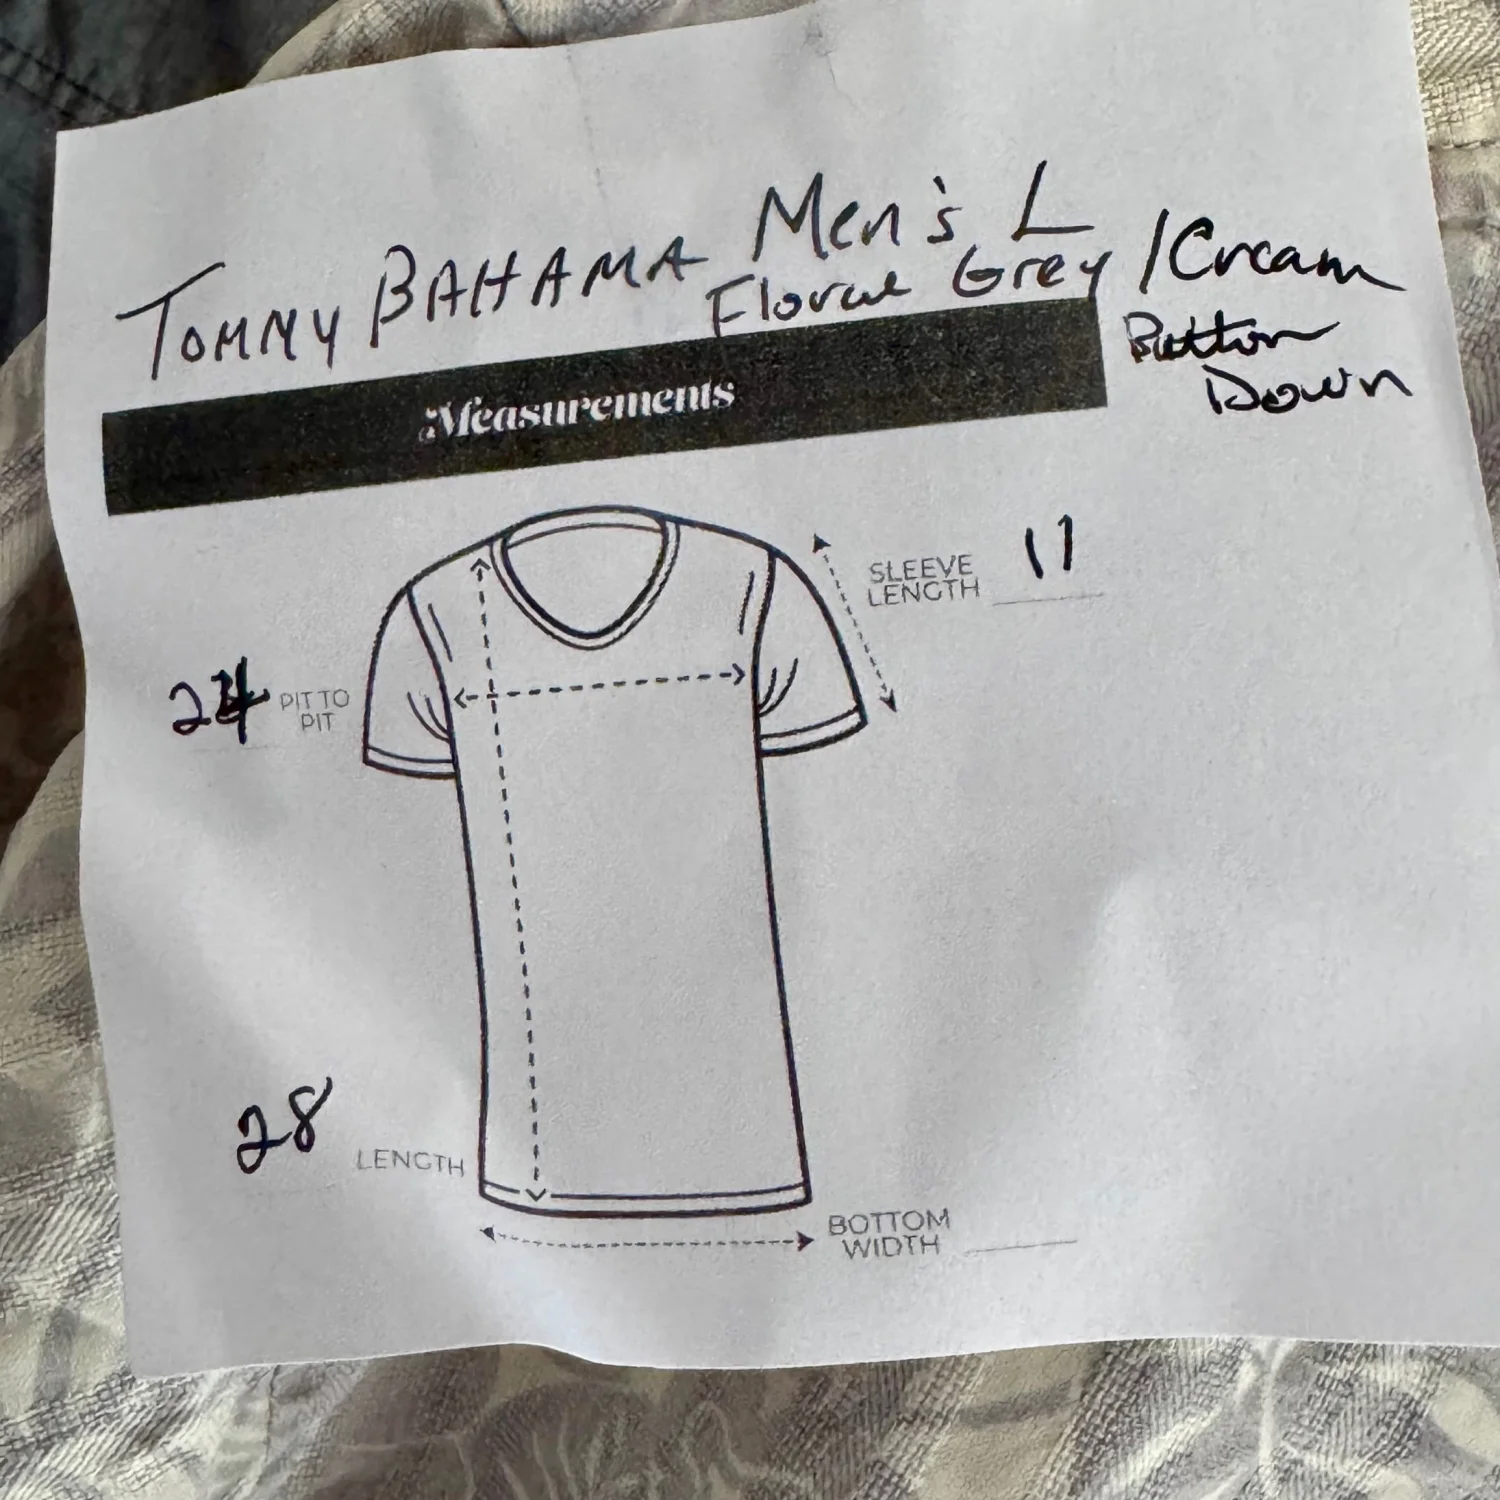 Men's L
TOMMY BAHAMA
Floral Grey / Cream
Button
Down
Measurements
11
SLEEVE
LENGTH
24 PIT TO
PIT
28
LENGTH
BOTTOM
WIDTH